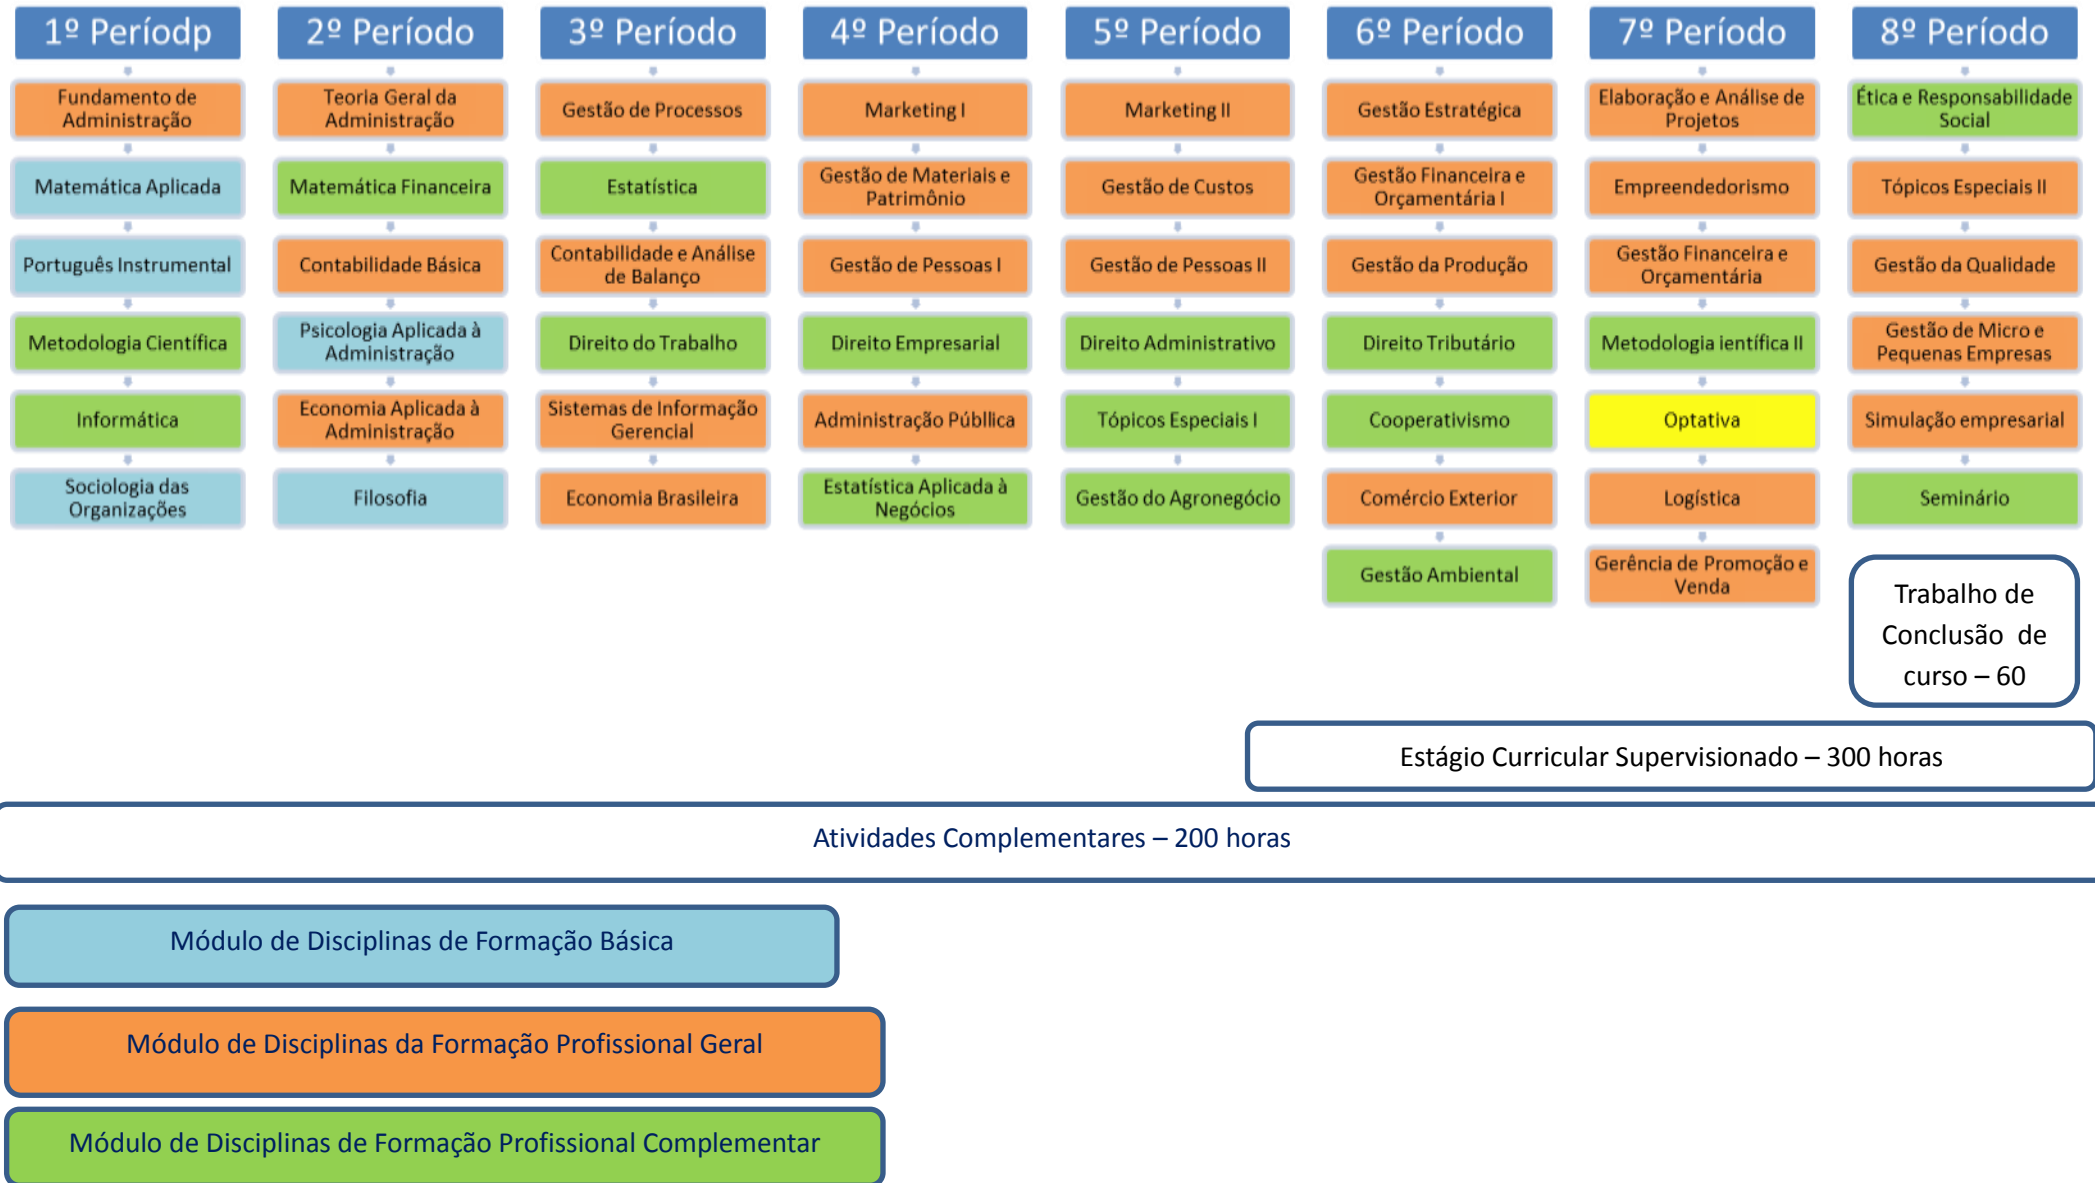 1º Períodp
2º Período
3º Período
4º Período
5º Período
6º Período
7º Período
8º Período
Fundamento de
Administração
Matemática Aplicada
Português Instrumental
Metodologia Científica
Informática
Sociologia das
Organizações
Teoria Geral da
Administração
Matemática Financeira
Contabilidade Básica
Psicologia Aplicada à
Administração
Economia Aplicada à
Administração
Filosofia
Gestão de Processos
Estatística
Contabilidade e Análise
de Balanço
Direito do Trabalho
Sistemas de Informação
Gerencial
Economia Brasileira
Marketing I
Gestão de Materiais e
Patrimônio
Gestão de Pessoas I
Direito Empresarial
Administração Públlica
Estatística Aplicada à
Negócios
Marketing II
Gestão de Custos
Gestão de Pessoas II
Direito Administrativo
Tópicos Especiais I
Gestão do Agronegócio
Gestão Estratégica
Gestão Financeira e
Orçamentária I
Gestão da Produção
Direito Tributário
Cooperativismo
Comércio Exterior
Gestão Ambiental
Elaboração e Análise de
Projetos
Empreendedorismo
Gestão Financeira e
Orçamentária
Metodologia ientífica II
Optativa
Logística
Gerência de Promoção e
Venda
Ética e Responsabilidade
Social
Tópicos Especiais II
Gestão da Qualidade
Gestão de Micro e
Pequenas Empresas
Simulação empresarial
Seminário
Trabalho de
Conclusão de
curso – 60
Estágio Curricular Supervisionado – 300 horas
Atividades Complementares – 200 horas
Módulo de Disciplinas de Formação Básica
Módulo de Disciplinas da Formação Profissional Geral
Módulo de Disciplinas de Formação Profissional Complementar